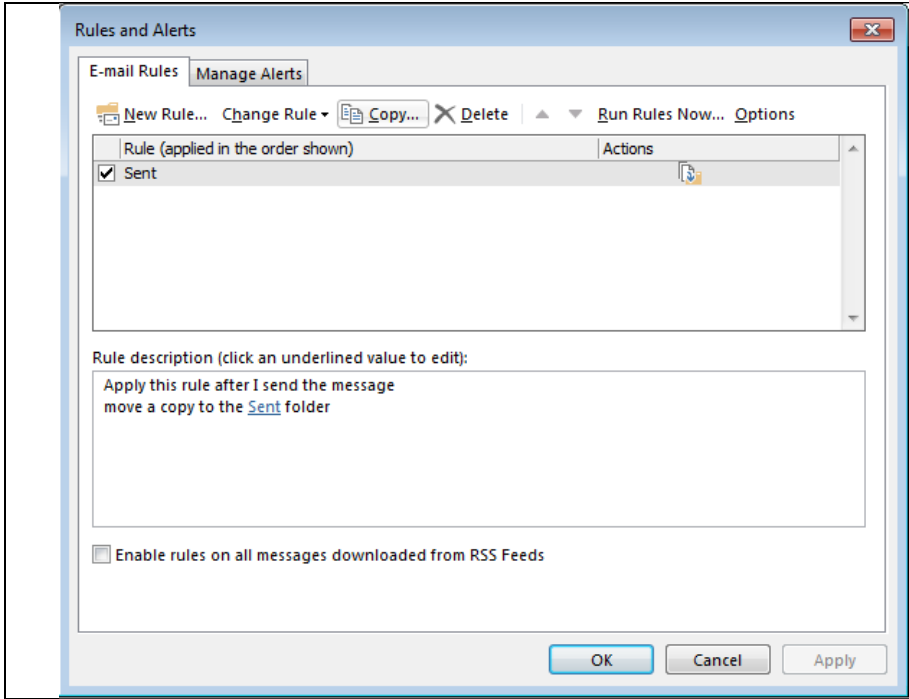 Rules and Alerts
E-mail Rules Manage Alerts
New Rule... Change Rule Copy... Delete Run Rules Now... Options
Rule (applied in the order shown) Actions
Sent
Rule description (click an underlined value to edit):
Apply this rule after I send the message
move a copy to the Sent folder
Enable rules on all messages downloaded from RSS Feeds
OK Cancel Apply